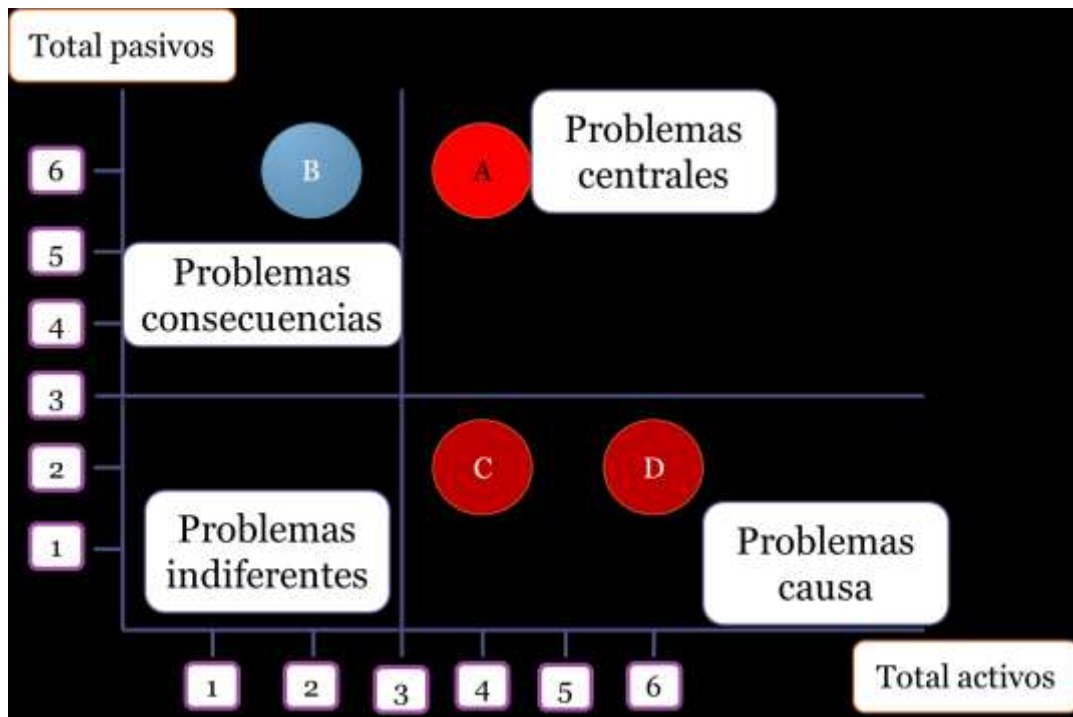 Total pasivos
Problemas
centrales
B
A
6
5
Problemas
consecuencias
4
3
C
D
2
Problemas
indiferentes
1
Problemas
causa
1
2
3
4
5
6
Total activos